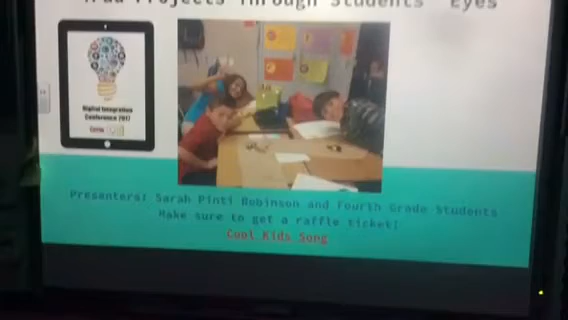 Projects Through Students' Eyes
Digital Integration
Conference 2017
Presenters: Sarah Pinti Robinson and Fourth Grade Students
Make sure to get a raffle ticket!
Cool Kids Song